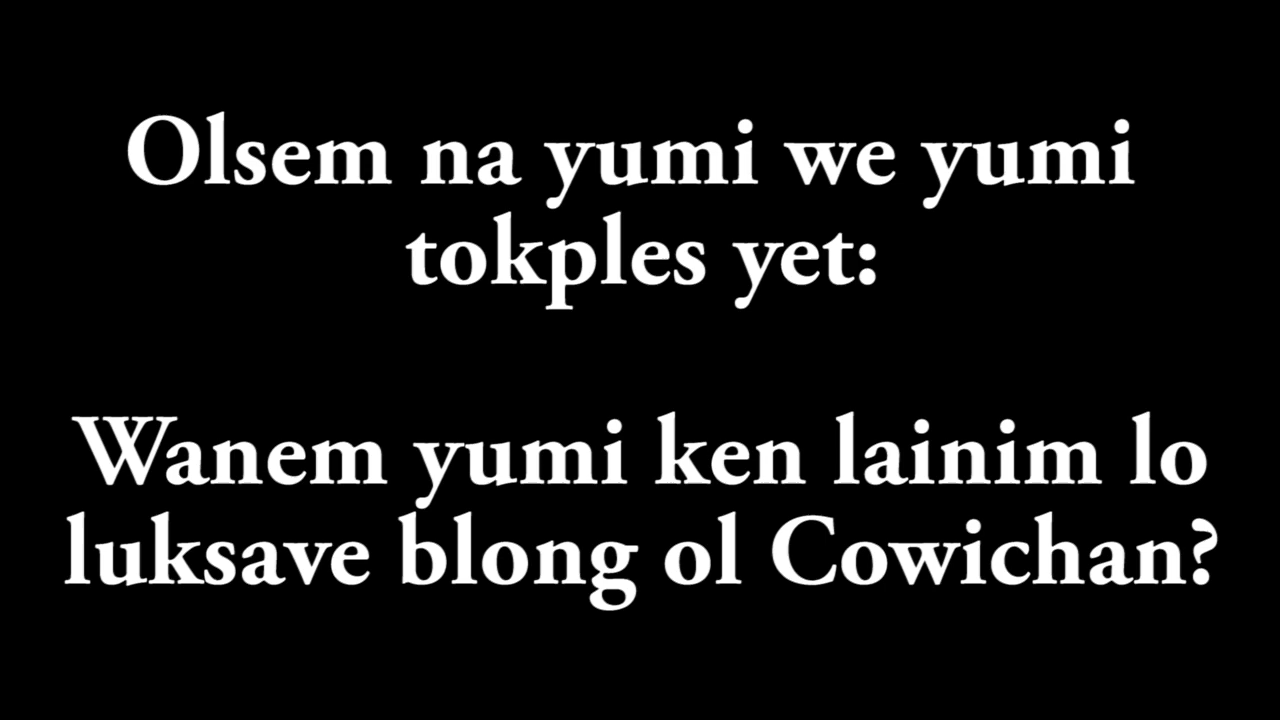 Olsem na yumi we yumi
tokples yet:
Wanem yumi ken lainim lo
luksave blong ol Cowichan?